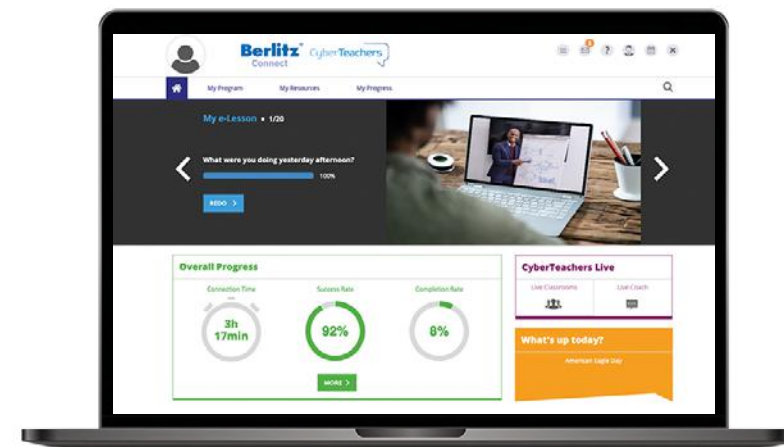 Berlitz® CyberTeachers
Connect
?
My Program My Resources My Progress
My e-Lesson 1/20
What were you doing yesterday afternoon?
100%
REDO >
Overall Progress
Connection Time Success Rate Completion Rate
3h
17min
92%
8%
MORE >
CyberTeachers Live
Live Classrooms Live Coach
What's up today?
American Eagle Day